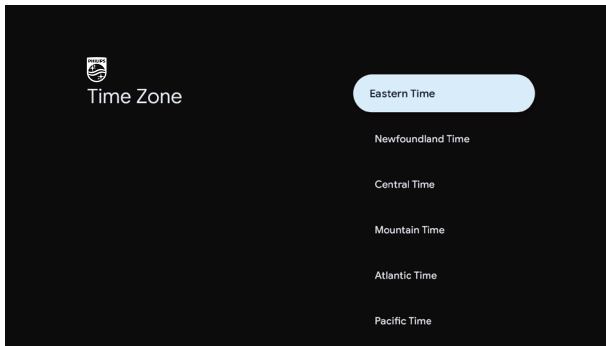 PHILIPS
Time Zone
Eastern Time
Newfoundland Time
Central Time
Mountain Time
Atlantic Time
Pacific Time